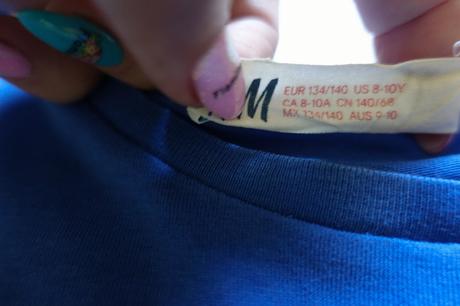 M
EUR 134/140 US 8-10Y
CA 8-10A CN 140/68
MX 134/140 AUS 9-10